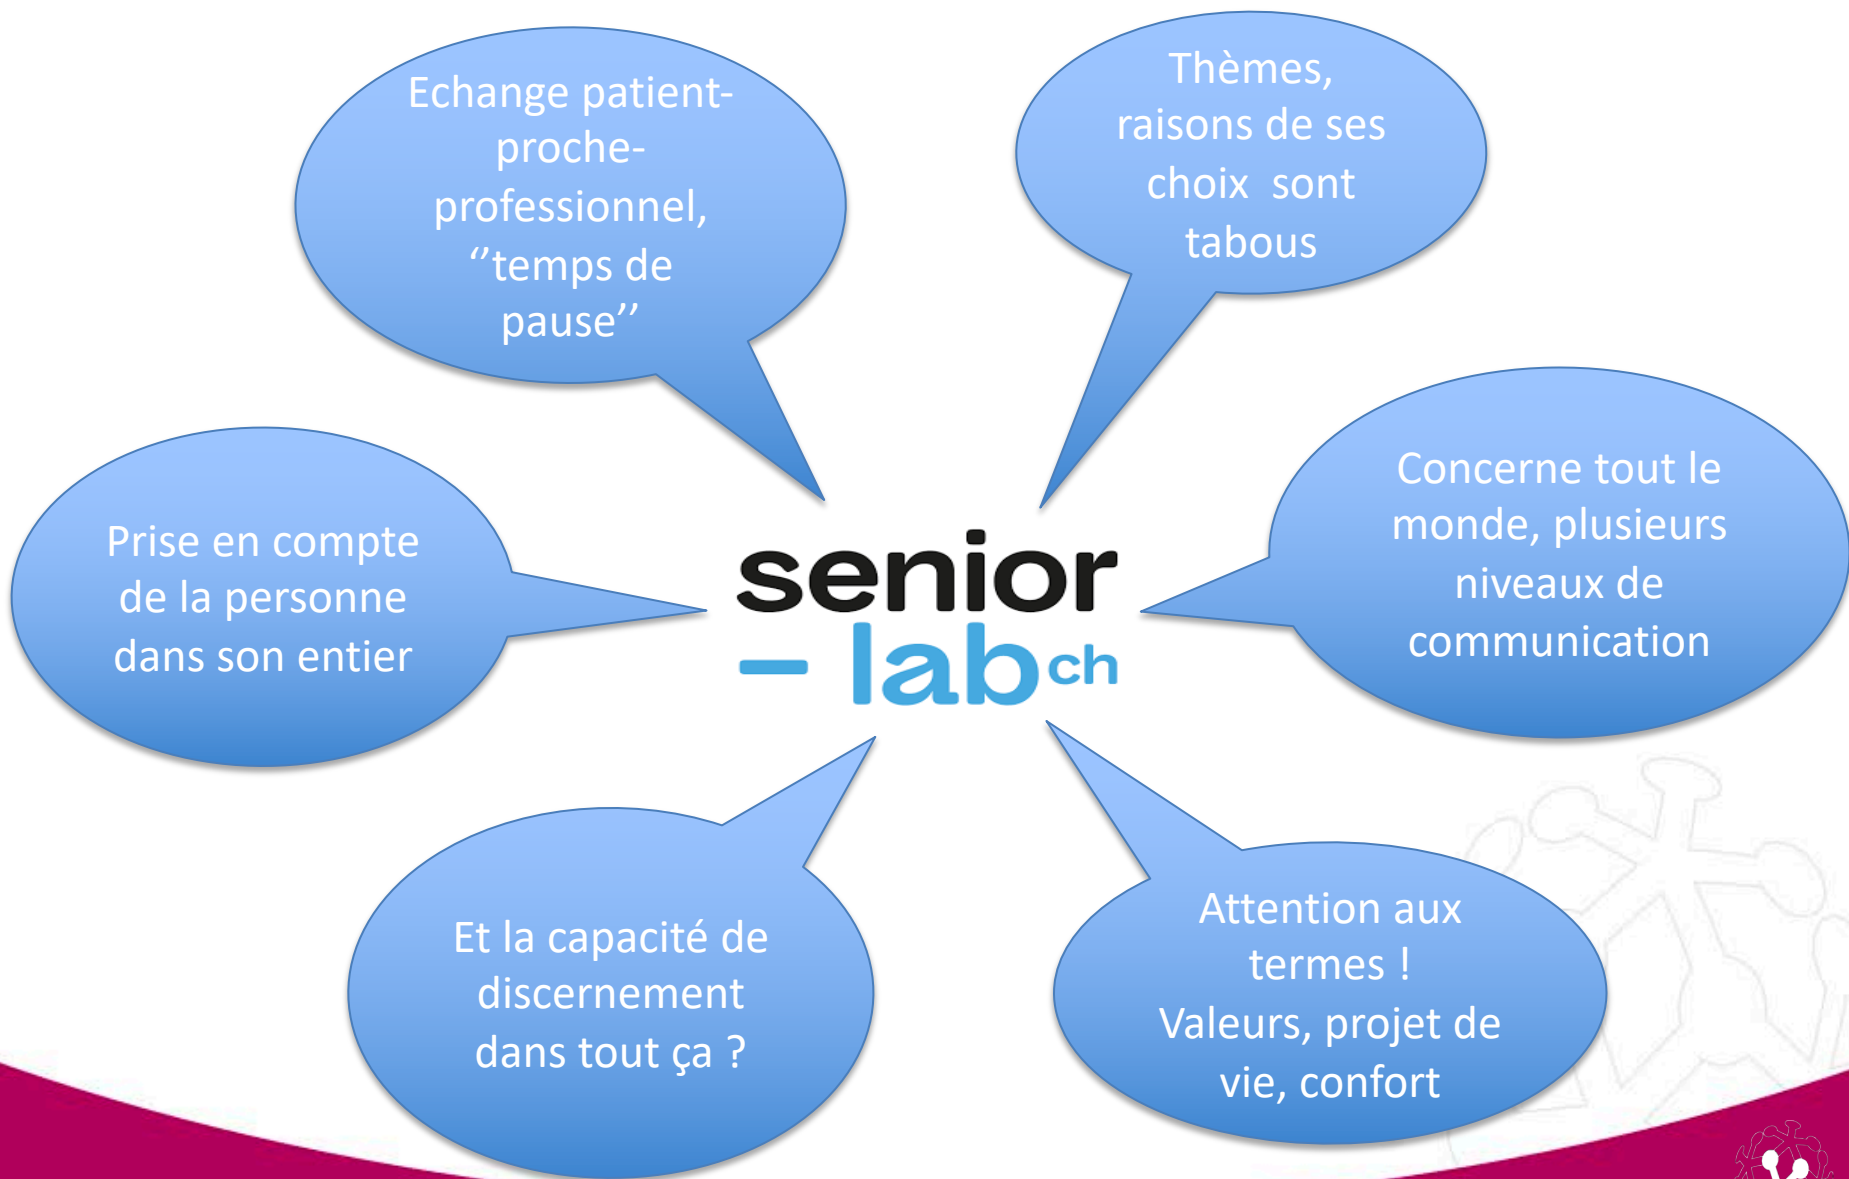 Echange patient-
proche-
professionnel,
‘’temps de
pause’’
Thèmes,
raisons de ses
choix  sont
tabous
Prise en compte
de la personne
dans son entier
senior
– lab ch
Concerne tout le
monde, plusieurs
niveaux de
communication
Et la capacité de
discernement
dans tout ça ?
Attention aux
termes !
Valeurs, projet de
vie, confort